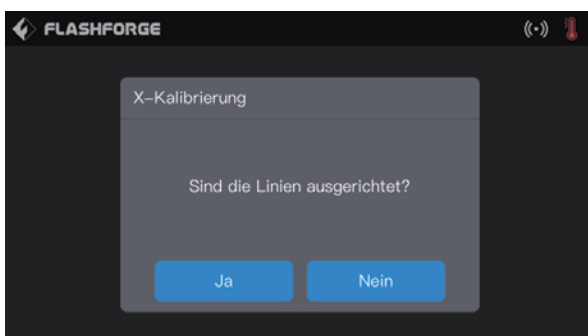 FLASHFORGE
X-Kalibrierung
Sind die Linien ausgerichtet?
Ja
Nein